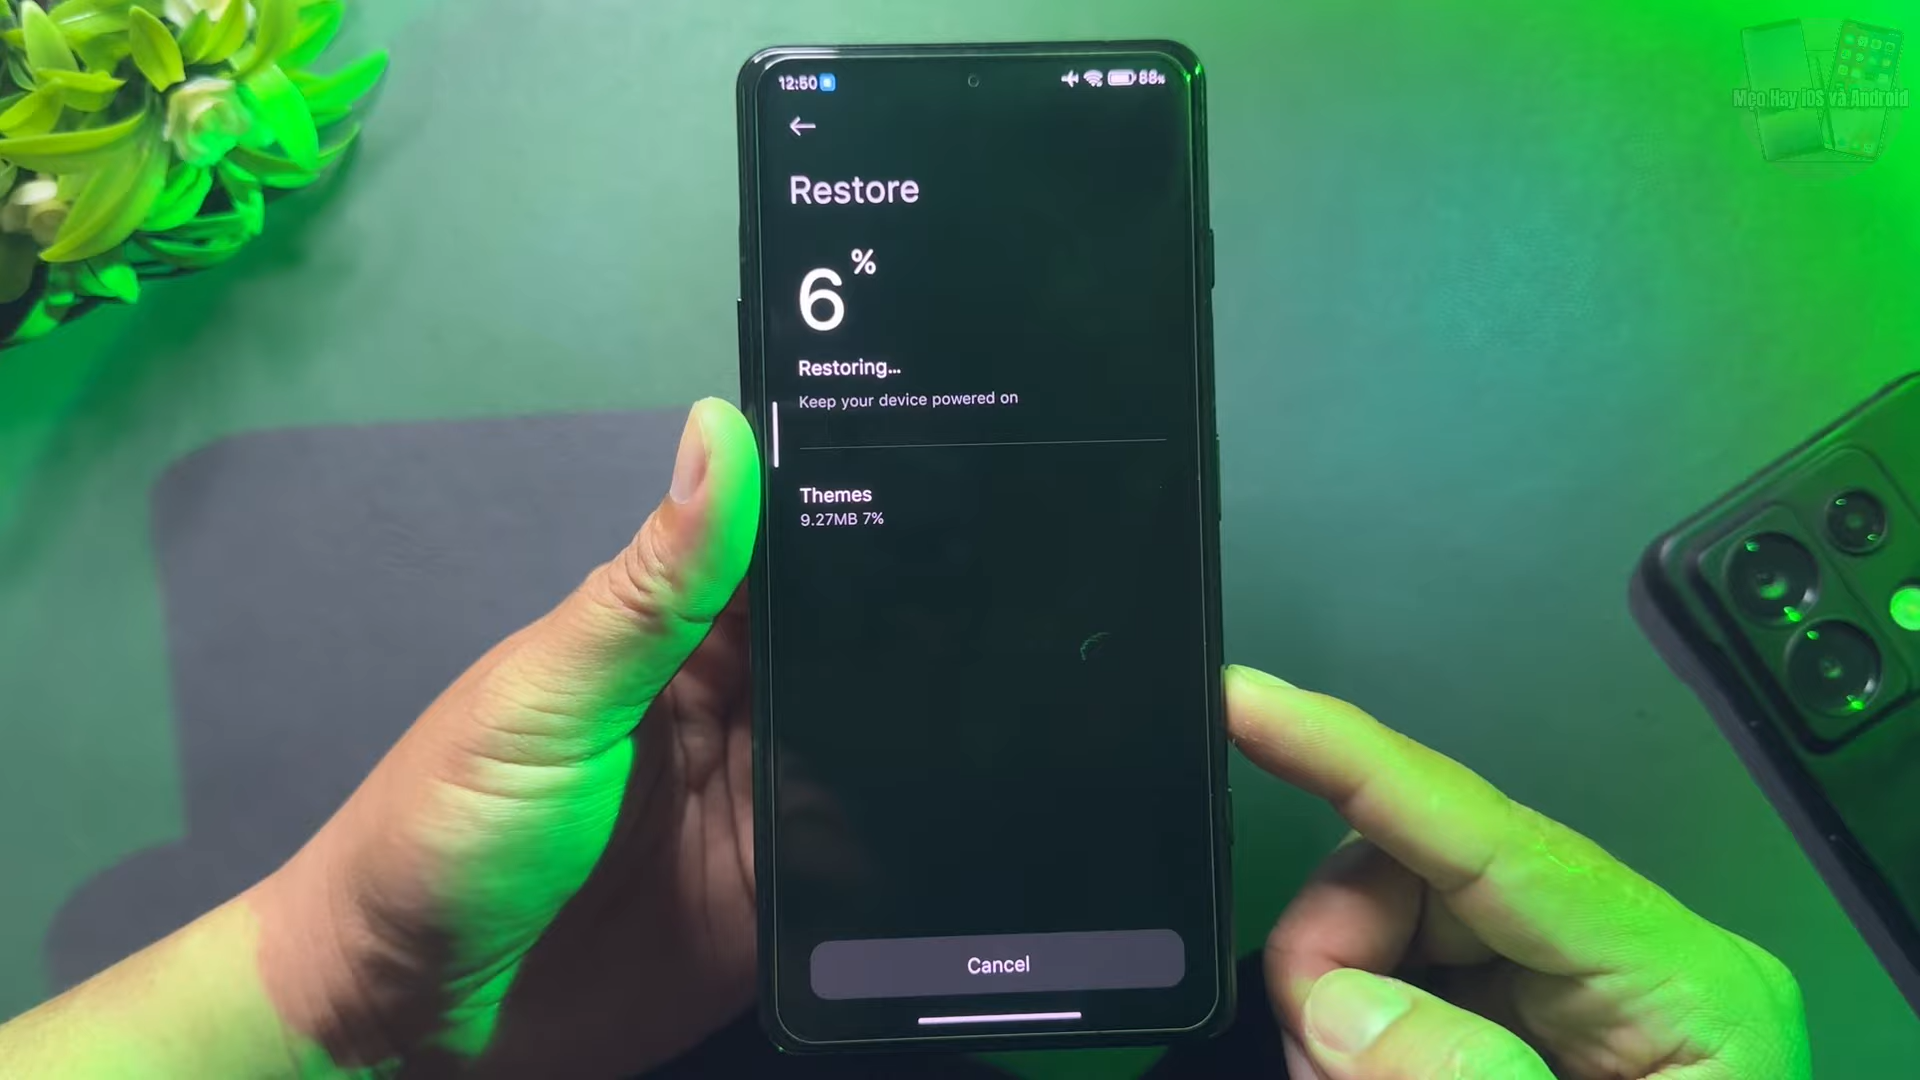 12:50
88%
Restore
6%
Restoring...
Keep your device powered on
Themes
9.27MB 7%
Cancel
Mẹo Hay iOS và Android